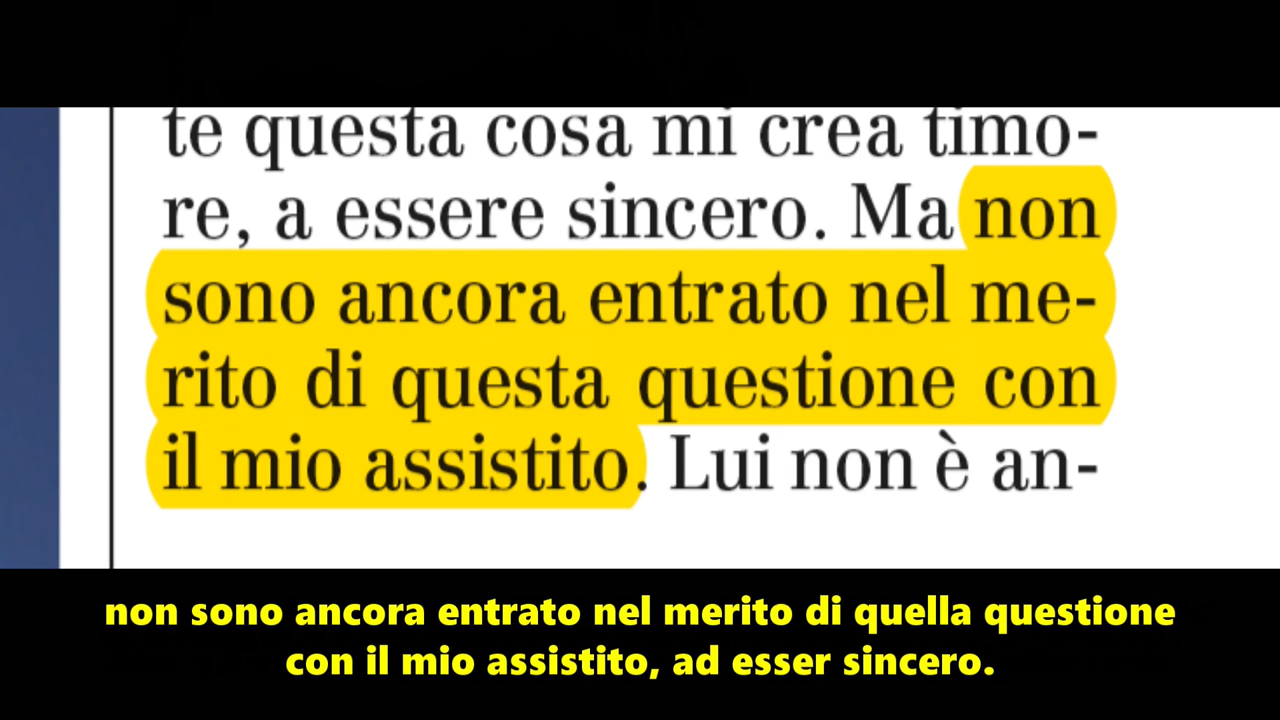 te questa cosa mi crea timo-
re, a essere sincero. Ma non
sono ancora entrato nel me-
rito di questa questione con
il mio assistito. Lui non è an-
non sono ancora entrato nel merito di quella questione
con il mio assistito, ad esser sincero.